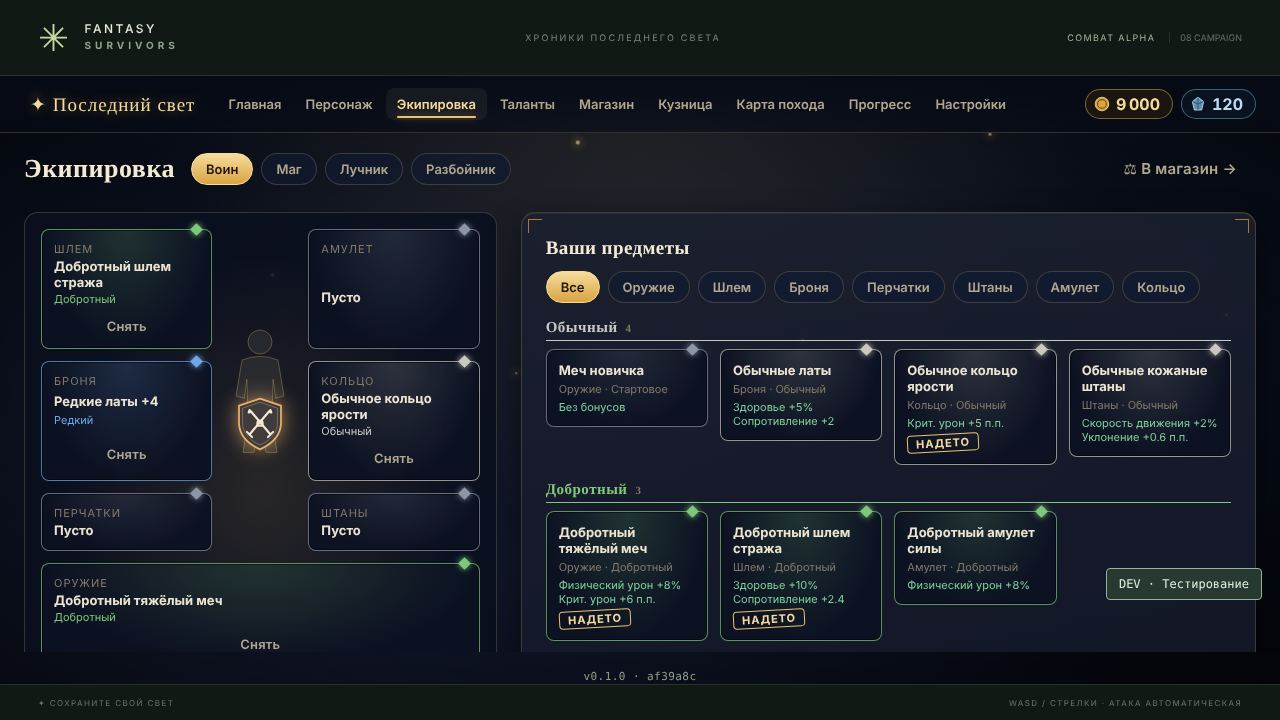 FANTASY
SURVIVORS
ХРОНИКИ ПОСЛЕДНЕГО СВЕТА
COMBAT ALPHA
08 CAMPAIGN
✦ Последний свет
Главная
Персонаж
Экипировка
Таланты
Магазин
Кузница
Карта похода
Прогресс
Настройки
9 000
120
Экипировка
Воин
Маг
Лучник
Разбойник
⚖ В магазин →
ШЛЕМ
Добротный шлем
стража
Добротный
Снять
АМУЛЕТ
Пусто
БРОНЯ
Редкие латы +4
Редкий
Снять
КОЛЬЦО
Обычное кольцо
ярости
Обычный
Снять
ПЕРЧАТКИ
Пусто
ШТАНЫ
Пусто
ОРУЖИЕ
Добротный тяжёлый меч
Добротный
Снять
Ваши предметы
Все
Оружие
Шлем
Броня
Перчатки
Штаны
Амулет
Кольцо
Обычный 4
Меч новичка
Оружие · Стартовое
Без бонусов
Обычные латы
Броня · Обычный
Здоровье +5%
Сопротивление +2
Обычное кольцо
ярости
Кольцо · Обычный
Крит. урон +5 п.п.
НАДЕТО
Обычные кожаные
штаны
Штаны · Обычный
Скорость движения +2%
Уклонение +0.6 п.п.
Добротный 3
Добротный
тяжёлый меч
Оружие · Добротный
Физический урон +8%
Крит. урон +6 п.п.
НАДЕТО
Добротный шлем
стража
Шлем · Добротный
Здоровье +10%
Сопротивление +2.4
НАДЕТО
Добротный амулет
силы
Амулет · Добротный
Физический урон +8%
DEV · Тестирование
v0.1.0 · af39a8c
✦ СОХРАНИТЕ СВОЙ СВЕТ
WASD / СТРЕЛКИ · АТАКА АВТОМАТИЧЕСКАЯ